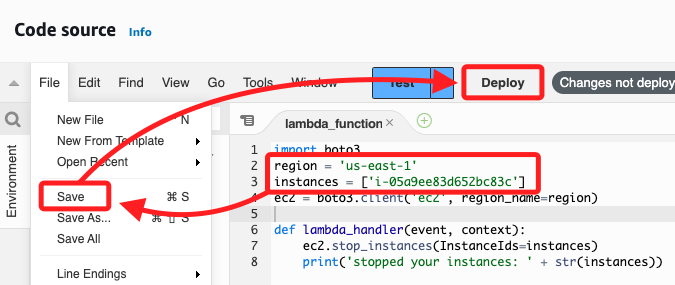 Code source Info
File Edit Find View Go Tools Window Test Deploy Changes not deploy
New File N
New From Template
Open Recent
Save ⌘ S
Save As... ⌘ ⇧ S
Save All
Line Endings
Environment
lambda_function ×
1 import boto3
2 region = 'us-east-1'
3 instances = ['i-05a9ee83d652bc83c']
4 ec2 = boto3.client('ec2', region_name=region)
5
6 def lambda_handler(event, context):
7 ec2.stop_instances(InstanceIds=instances)
8 print('stopped your instances: ' + str(instances))